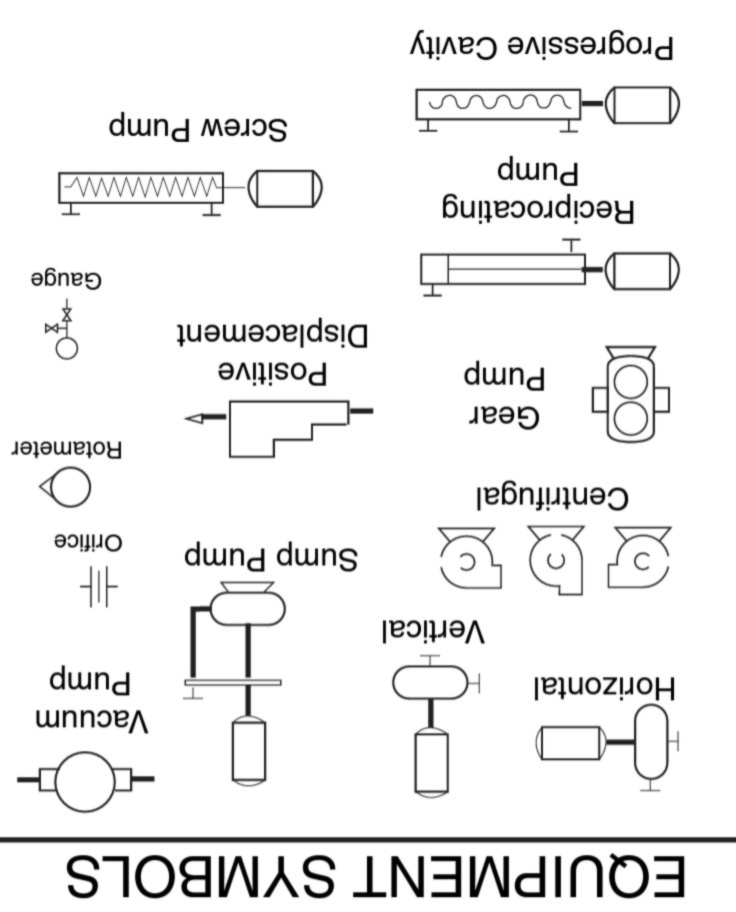 EQUIPMENT SYMBOLS
Horizontal
Vertical
Sump Pump
Vacuum
Pump
Centrifugal
Orifice
Rotameter
Gear
Pump
Positive
Displacement
Gauge
Reciprocating
Pump
Screw Pump
Progressive Cavity